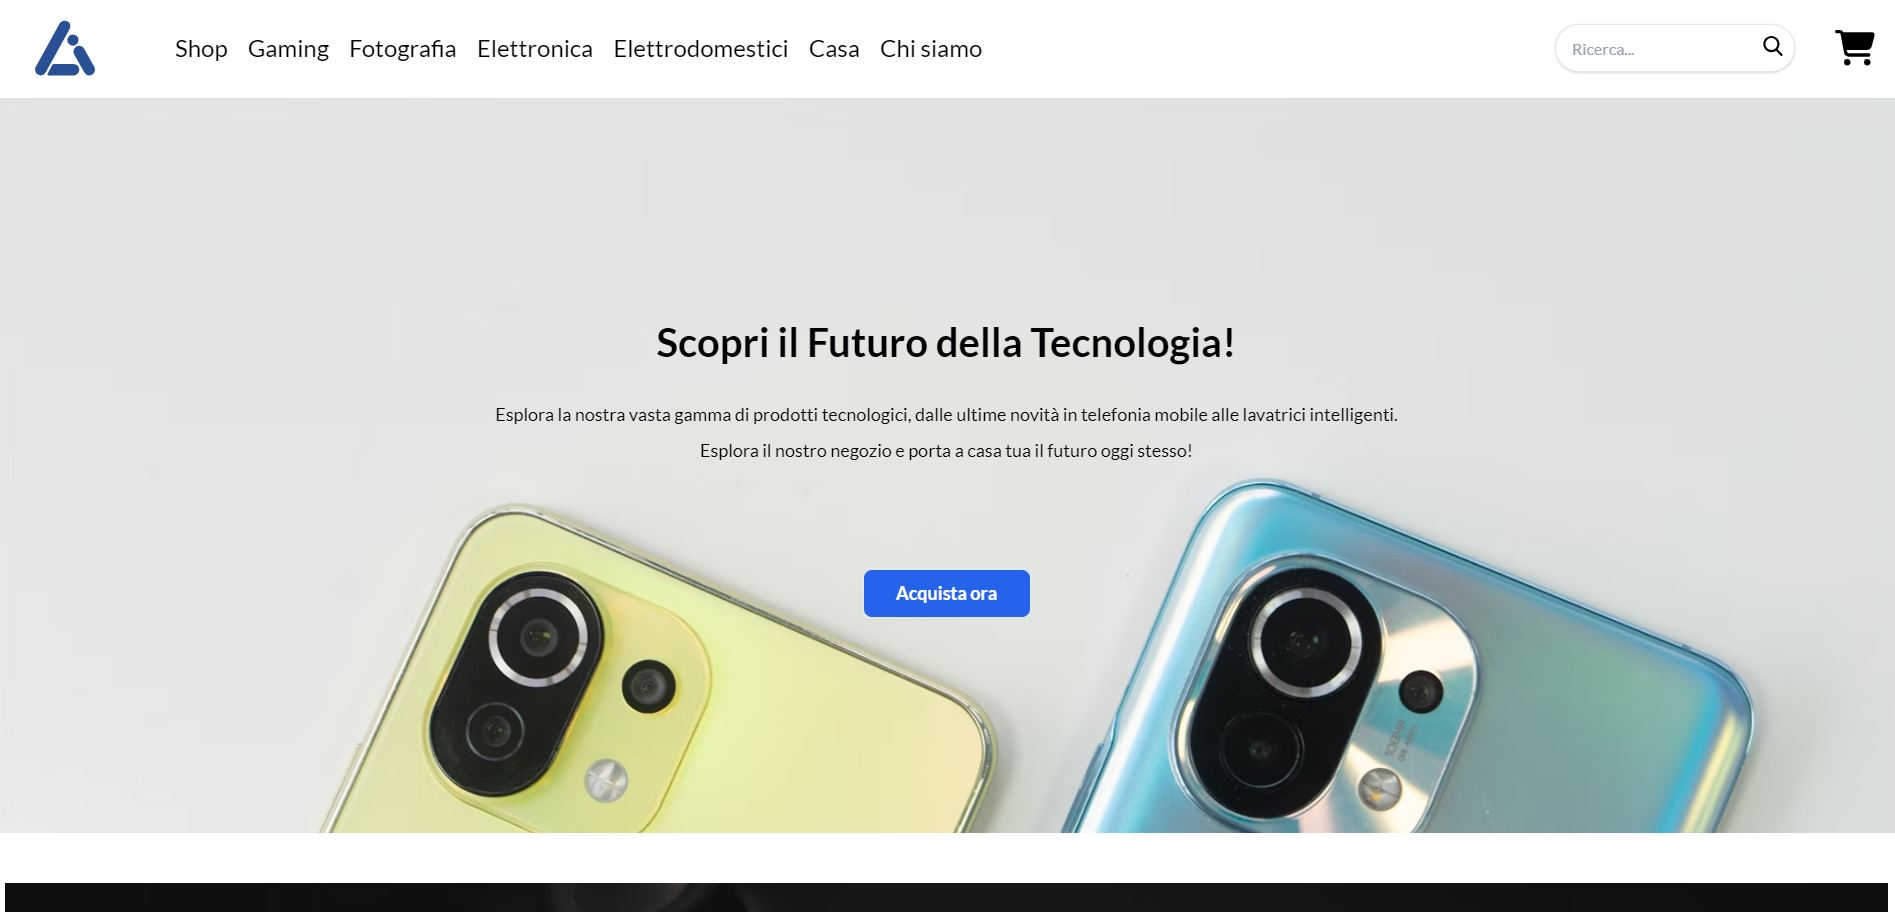 Shop Gaming Fotografia Elettronica Elettrodomestici Casa Chi siamo Ricerca...
Scopri il Futuro della Tecnologia!
Esplora la nostra vasta gamma di prodotti tecnologici, dalle ultime novità in telefonia mobile alle lavatrici intelligenti.
Esplora il nostro negozio e porta a casa tua il futuro oggi stesso!
Acquista ora